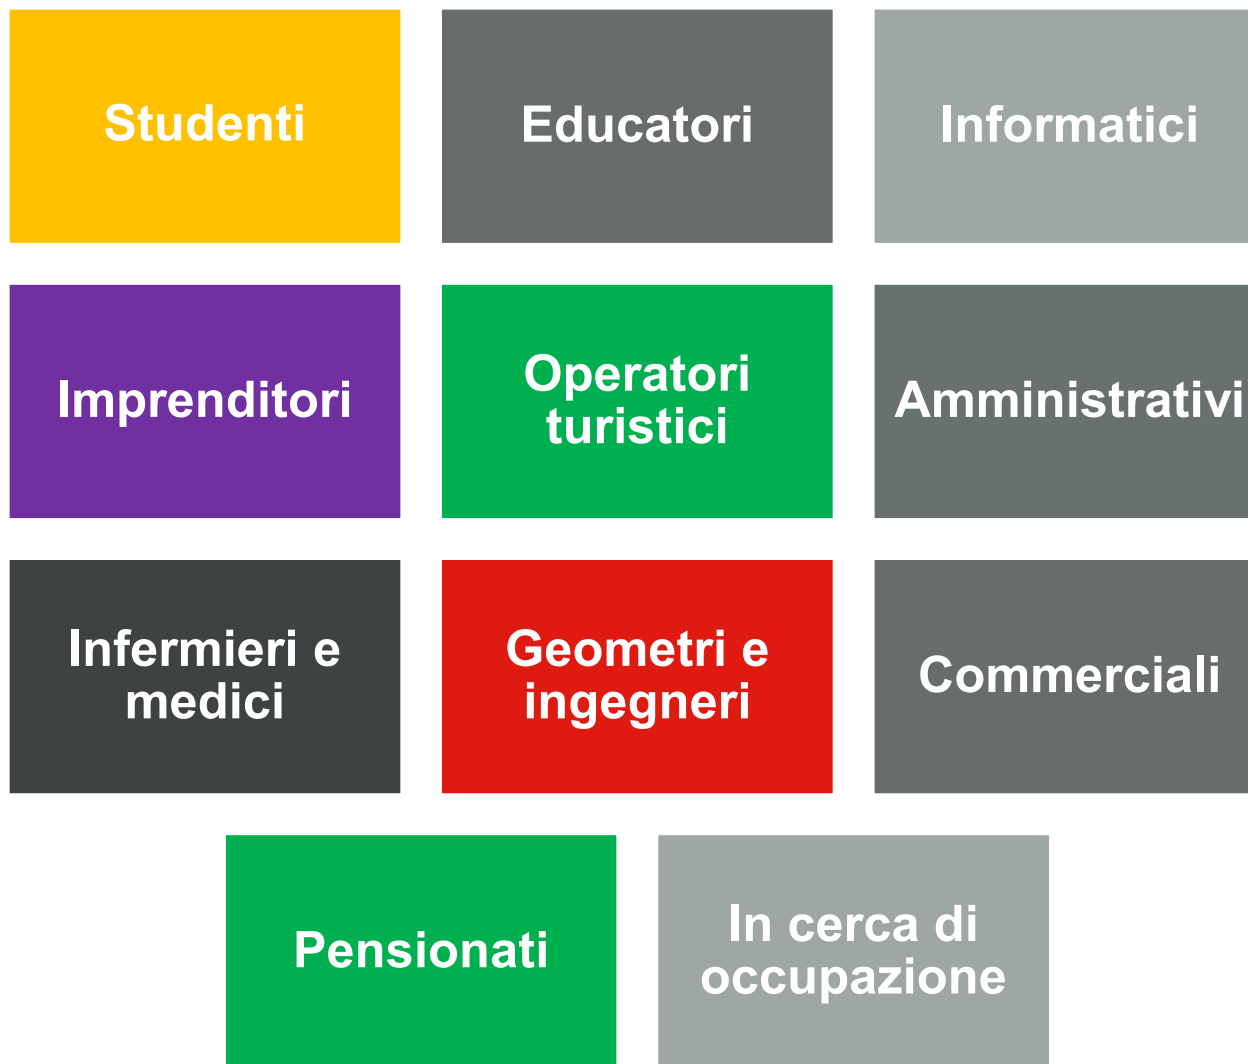 Studenti
Educatori
Informatici
Imprenditori
Operatori
turistici
Amministrativi
Infermieri e
medici
Geometri e
ingegneri
Commerciali
Pensionati
In cerca di
occupazione